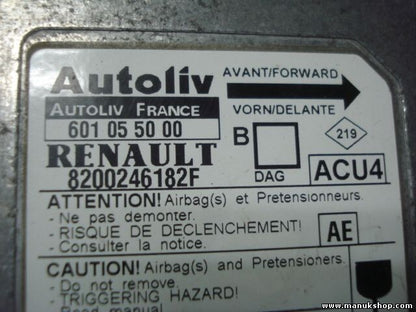 Autoliv
AVANT/FORWARD
AUTOLIV FRANCE
VORN/DELANTE
601 05 50 00
B
219
RENAULT
DAG
ACU4
8200246182F
ATTENTION! Airbag(s) et Pretensionneurs.
- Ne pas demonter.
- RISQUE DE DECLENCHEMENT!
- Consulter la notice.
AE
CAUTION! Airbag(s) and Pretensioners.
- Do not remove.
- TRIGGERING HAZARD!
- Read manual
www.manukshop.com